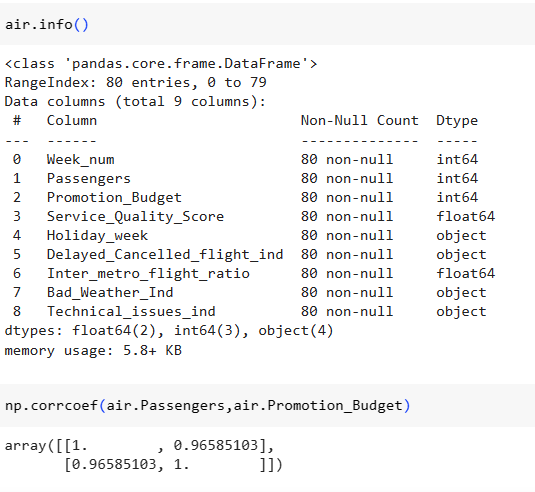 air.info()
<class 'pandas.core.frame.DataFrame'>
RangeIndex: 80 entries, 0 to 79
Data columns (total 9 columns):
 #   Column                       Non-Null Count  Dtype
---  ------                       --------------  -----
 0   Week_num                     80 non-null     int64
 1   Passengers                   80 non-null     int64
 2   Promotion_Budget             80 non-null     int64
 3   Service_Quality_Score        80 non-null     float64
 4   Holiday_week                 80 non-null     object
 5   Delayed_Cancelled_flight_ind 80 non-null     object
 6   Inter_metro_flight_ratio     80 non-null     float64
 7   Bad_Weather_Ind              80 non-null     object
 8   Technical_issues_ind         80 non-null     object
dtypes: float64(2), int64(3), object(4)
memory usage: 5.8+ KB
np.corrcoef(air.Passengers,air.Promotion_Budget)
array([[1.        , 0.96585103],
       [0.96585103, 1.        ]])